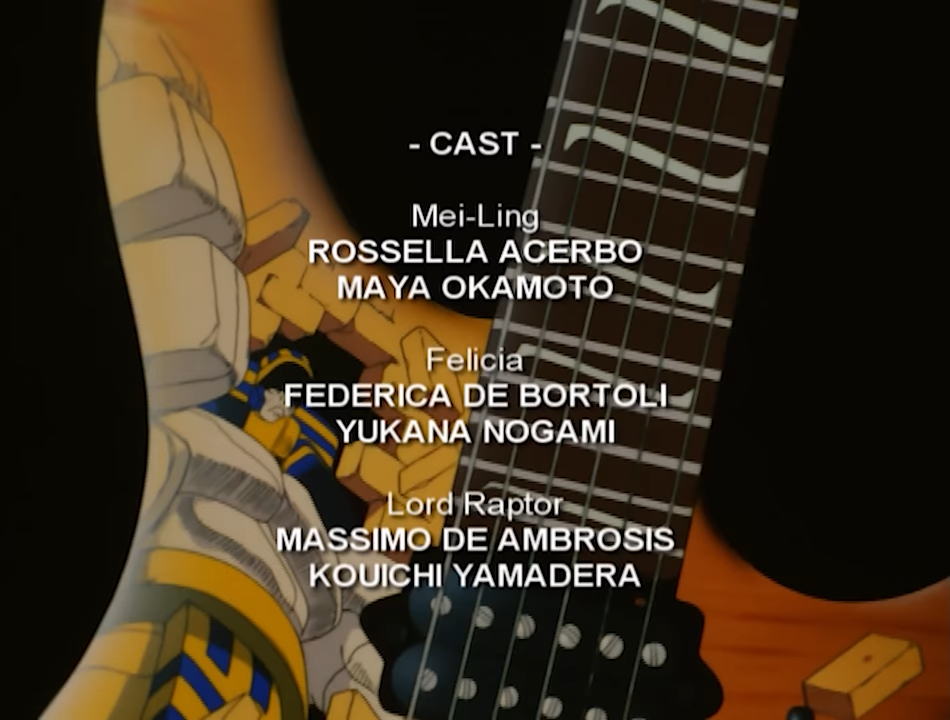 - CAST -
Mei-Ling
ROSSELLA ACERBO
MAYA OKAMOTO
Felicia
FEDERICA DE BORTOLI
YUKANA NOGAMI
Lord Raptor
MASSIMO DE AMBROSIS
KOUICHI YAMADERA